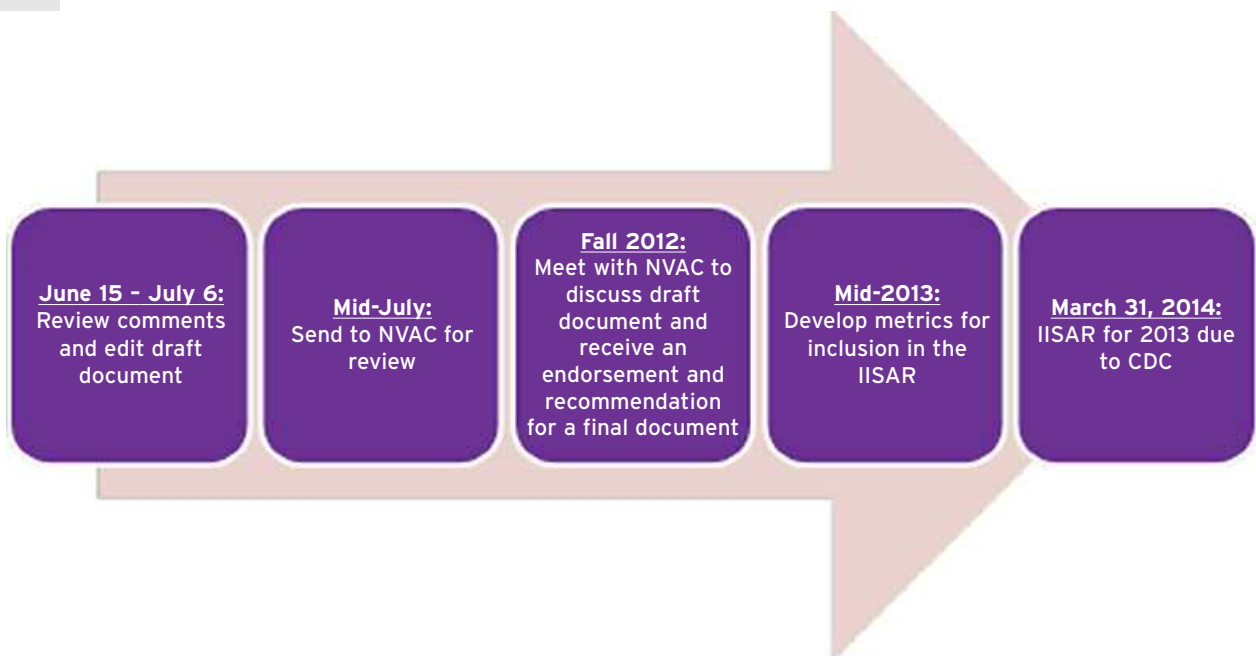 June 15 – July 6:
Review comments
and edit draft
document
Mid-July:
Send to NVAC for
review
Fall 2012:
Meet with NVAC to
discuss draft
document and
receive an
endorsement and
recommendation
for a final document
Mid-2013:
Develop metrics for
inclusion in the
IISAR
March 31, 2014:
IISAR for 2013 due
to CDC